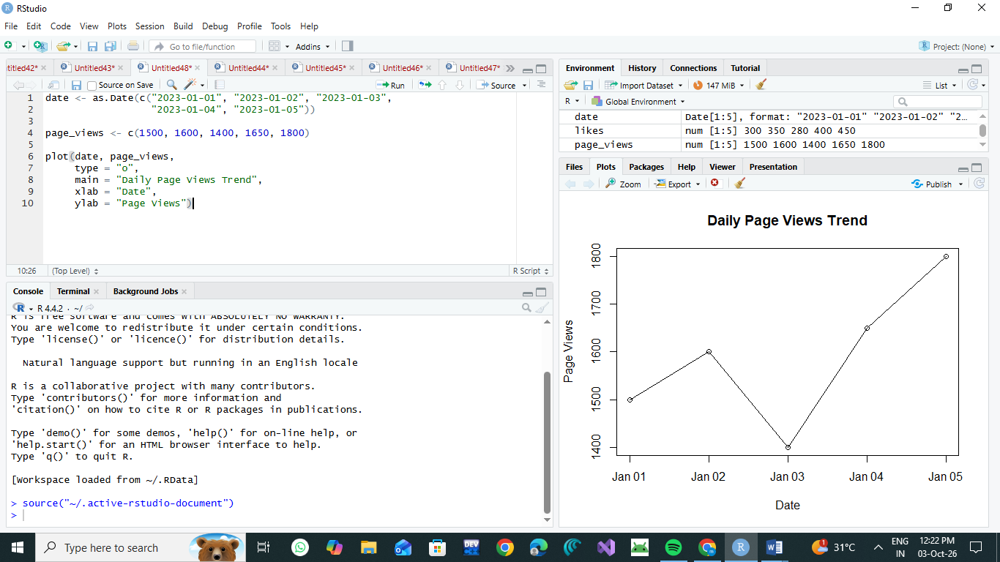 RStudio
File Edit Code View Plots Session Build Debug Profile Tools Help
Go to file/function Addins Project: (None)
Untitled43* Untitled48* Untitled44* Untitled45* Untitled46* Untitled47*
Source on Save Run Source
1 date <- as.Date(c("2023-01-01", "2023-01-02", "2023-01-03",
2 "2023-01-04", "2023-01-05"))
3
4 page_views <- c(1500, 1600, 1400, 1650, 1800)
5
6 plot(date, page_views,
7 type = "o",
8 main = "Daily Page Views Trend",
9 xlab = "Date",
10 ylab = "Page Views")
10:26 (Top Level) R Script
Console Terminal Background Jobs
R 4.4.2 · ~/
R is free software and comes with ABSOLUTELY NO WARRANTY.
You are welcome to redistribute it under certain conditions.
Type 'license()' or 'licence()' for distribution details.
Natural language support but running in an English locale
R is a collaborative project with many contributors.
Type 'contributors()' for more information and
'citation()' on how to cite R or R packages in publications.
Type 'demo()' for some demos, 'help()' for on-line help, or
'help.start()' for an HTML browser interface to help.
Type 'q()' to quit R.
[Workspace loaded from ~/.RData]
> source("~/.active-rstudio-document")
>
Environment History Connections Tutorial
Import Dataset 147 MiB List
R Global Environment
date Date[1:5], format: "2023-01-01" "2023-01-02" "2...
likes num [1:5] 300 350 280 400 450
page_views num [1:5] 1500 1600 1400 1650 1800
Files Plots Packages Help Viewer Presentation
Zoom Export Publish
Daily Page Views Trend
Page Views
1800
1700
1600
1500
1400
Jan 01 Jan 02 Jan 03 Jan 04 Jan 05
Date
Type here to search
DEV
1
31°C
ENG
IN
12:22 PM
03-Oct-26